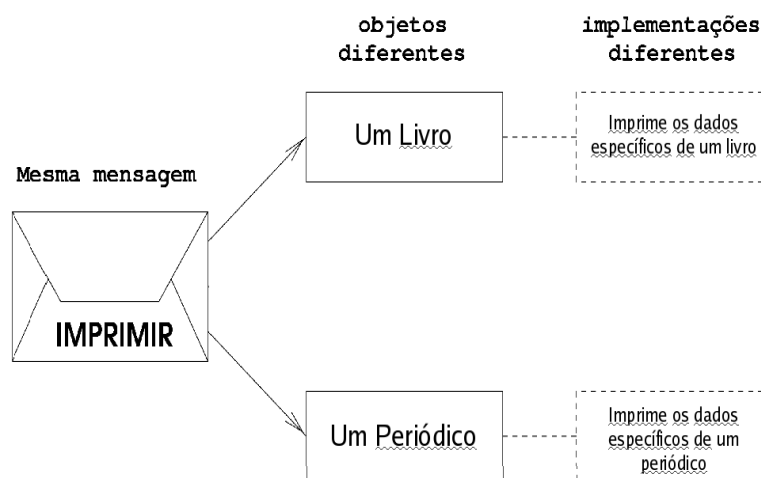 objetos
diferentes
implementações
diferentes
Um Livro
Imprime os dados
específicos de um livro
Mesma mensagem
IMPRIMIR
Um Periódico
Imprime os dados
específicos de um
periódico